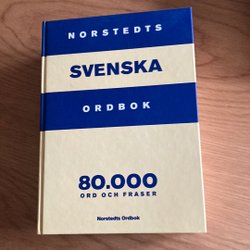 NORSTEDTS
SVENSKA
ORDBOK
80.000
ORD OCH FRASER
Norstedts Ordbok